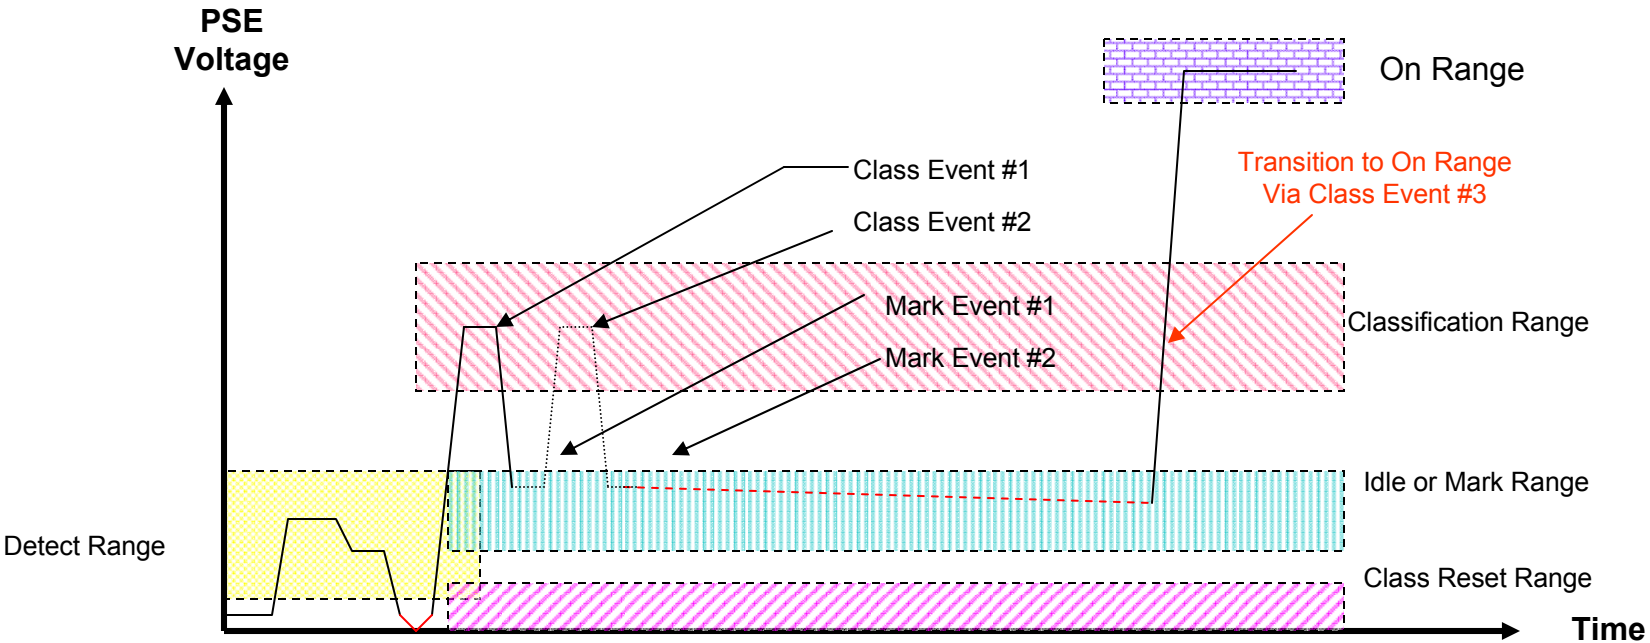 PSE
Voltage
On Range
Transition to On Range
Via Class Event #3
Class Event #1
Class Event #2
Mark Event #1
Classification Range
Mark Event #2
Idle or Mark Range
Detect Range
Class Reset Range
Time